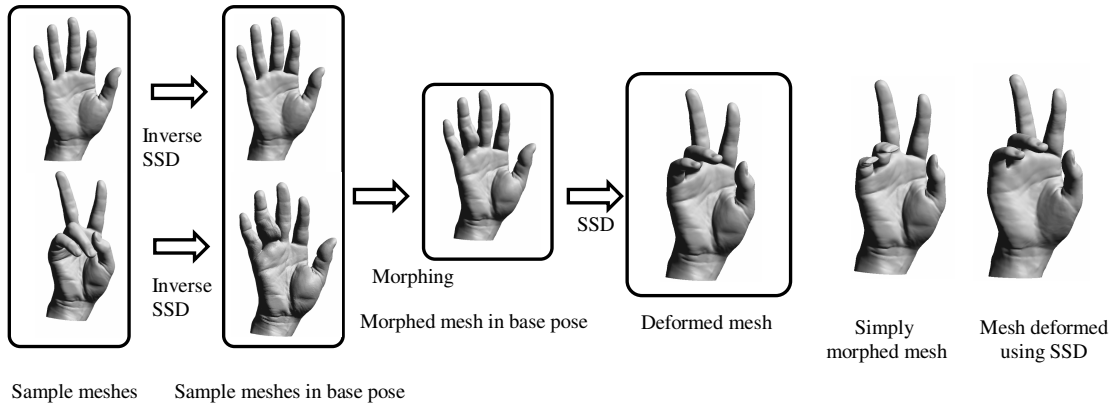 Inverse
SSD
Inverse
SSD
Morphing
SSD
Morphed mesh in base pose
Deformed mesh
Simply
morphed mesh
Mesh deformed
using SSD
Sample meshes
Sample meshes in base pose